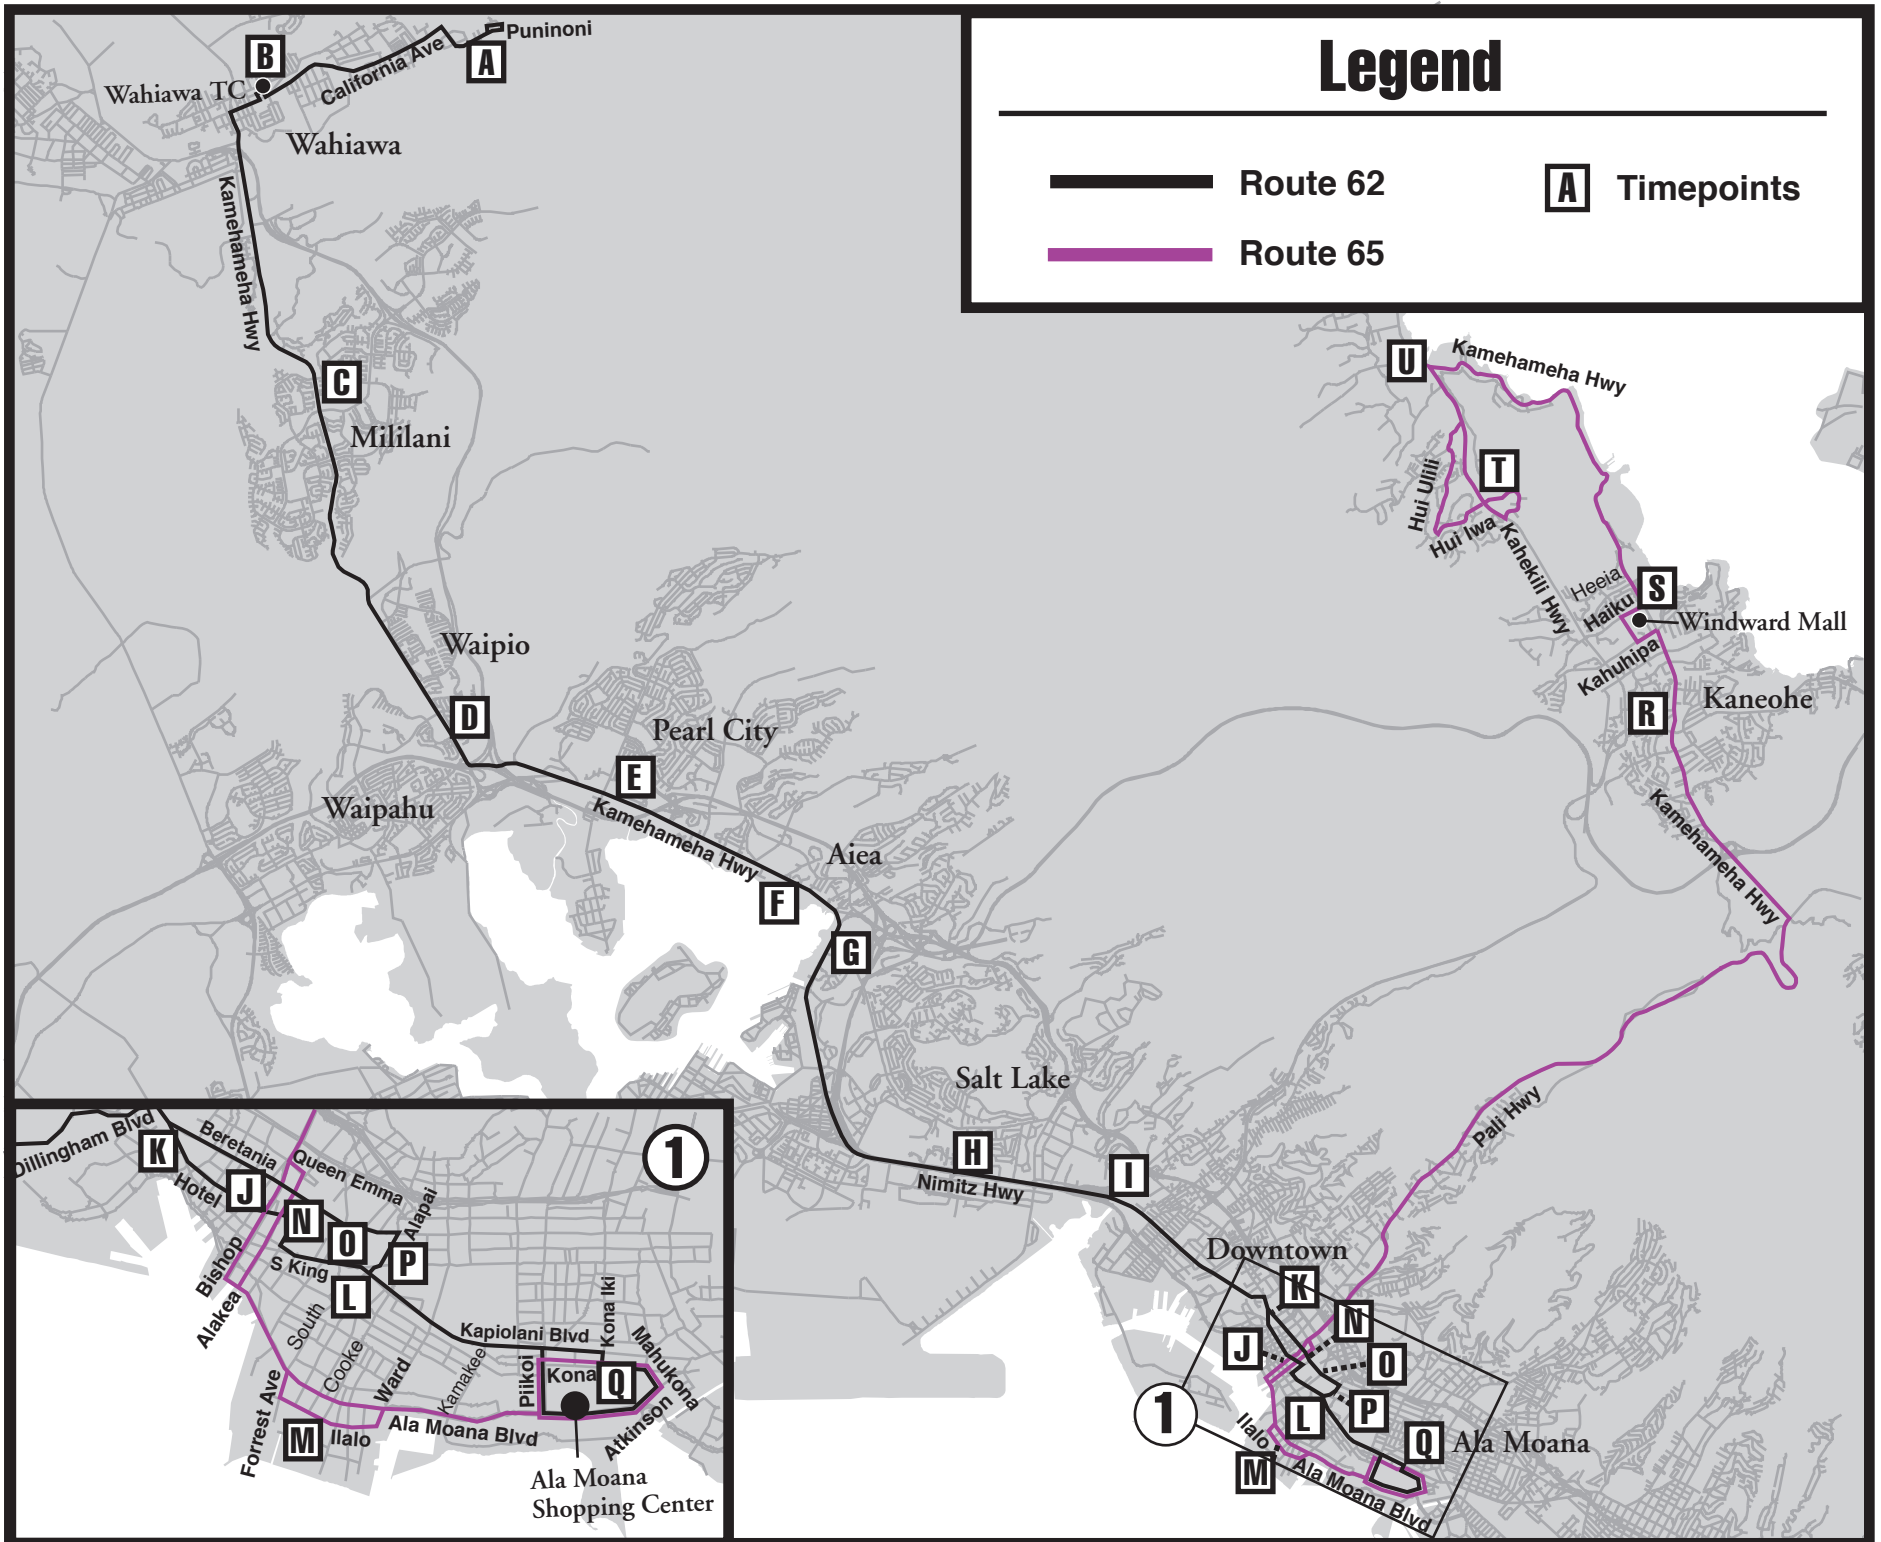 Legend
Route 62
A
Timepoints
Route 65
Puninoni
A
B
California Ave
Wahiawa TC
Wahiawa
Kamehameha Hwy
C
Mililani
Waipio
D
Pearl City
E
Waipahu
Kamehameha Hwy
Aiea
F
G
Salt Lake
H
I
Nimitz Hwy
U
Kamehameha Hwy
T
Hui Ulili
Hui Iwa
Kahekili Hwy
Heeia
S
Haiku
Windward Mall
Kahuhipa
R
Kaneohe
Kamehameha Hwy
Pali Hwy
Downtown
K
N
J
O
1
L
P
Q
Ala Moana
Ilalo
M
Ala Moana Blvd
Dillingham Blvd
K
Beretania
1
Queen Emma
Hotel
J
Alapai
N
O
P
Bishop
S King
L
Alakea
South
Kona Iki
Kapiolani Blvd
Mahukona
Cooke
Ward
Kamakee
Piikoi
Kona
Q
Forrest Ave
M
Ilalo
Ala Moana Blvd
Atkinson
Ala Moana
Shopping Center